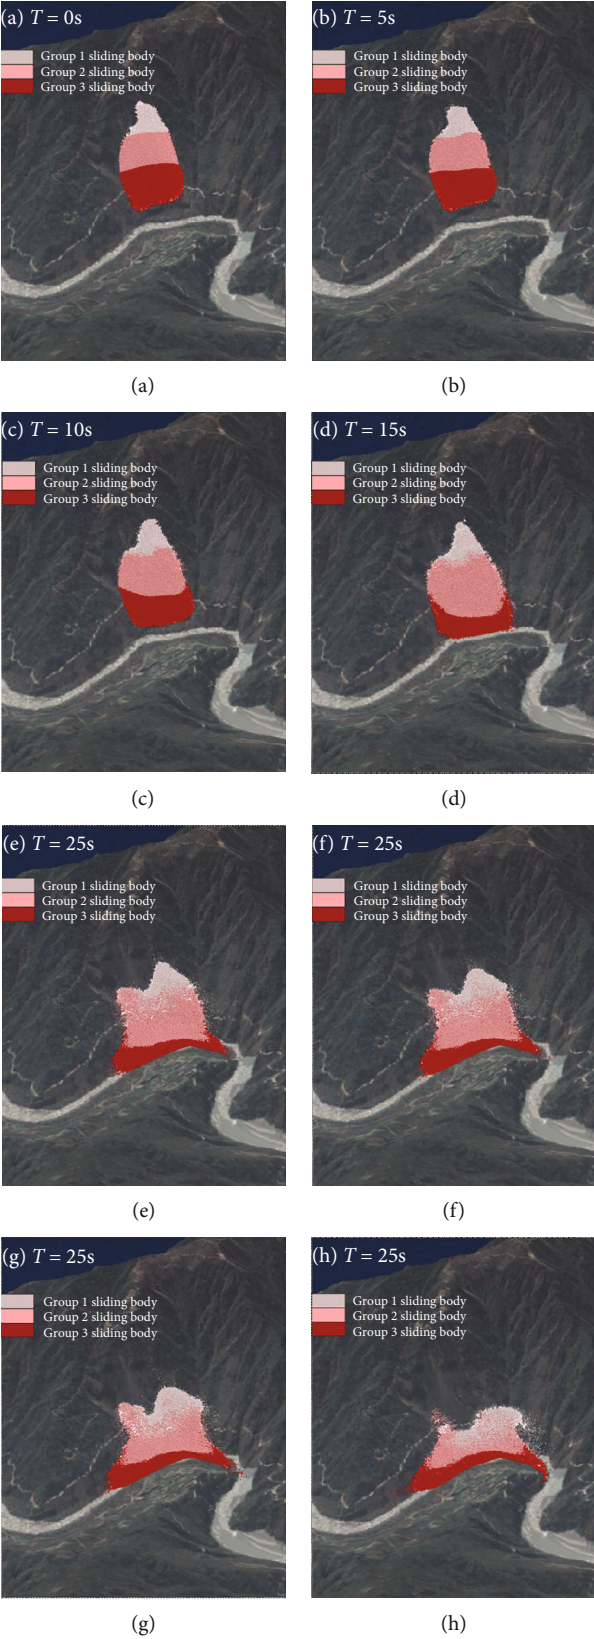 (a) T = 0s
Group 1 sliding body
Group 2 sliding body
Group 3 sliding body
(a)
(b) T = 5s
Group 1 sliding body
Group 2 sliding body
Group 3 sliding body
(b)
(c) T = 10s
Group 1 sliding body
Group 2 sliding body
Group 3 sliding body
(c)
(d) T = 15s
Group 1 sliding body
Group 2 sliding body
Group 3 sliding body
(d)
(e) T = 25s
Group 1 sliding body
Group 2 sliding body
Group 3 sliding body
(e)
(f) T = 25s
Group 1 sliding body
Group 2 sliding body
Group 3 sliding body
(f)
(g) T = 25s
Group 1 sliding body
Group 2 sliding body
Group 3 sliding body
(g)
(h) T = 25s
Group 1 sliding body
Group 2 sliding body
Group 3 sliding body
(h)